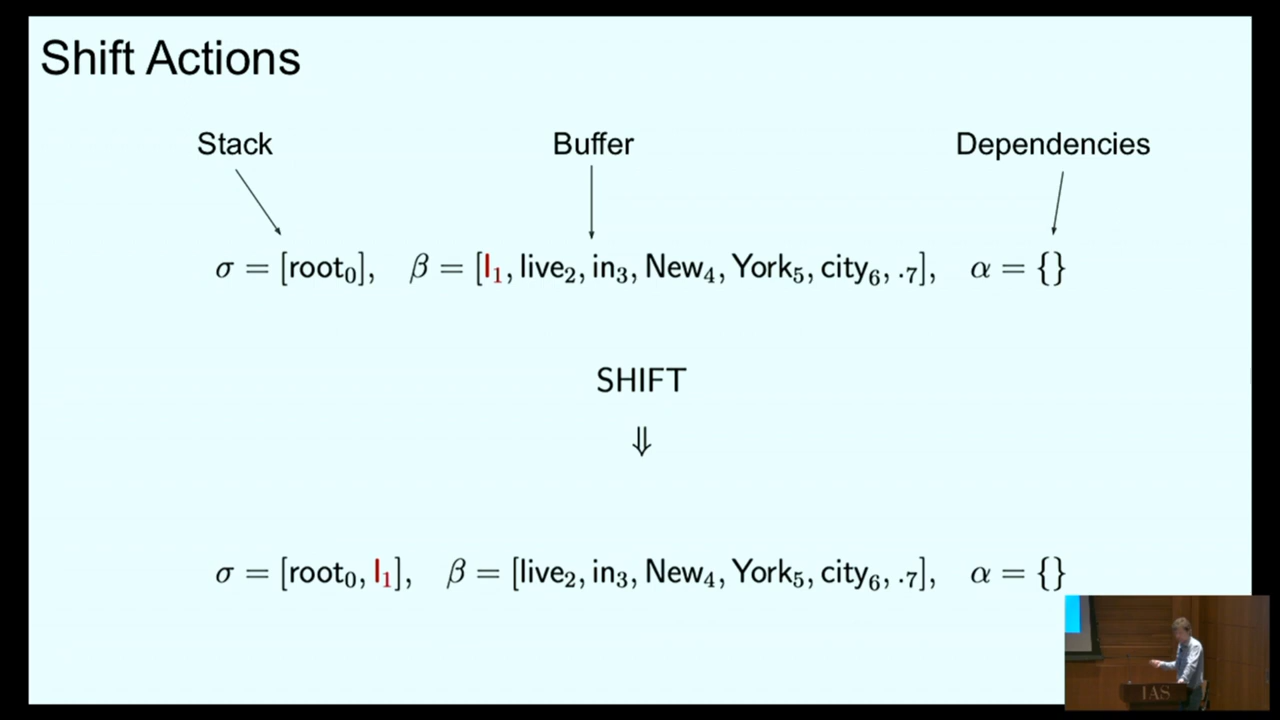 Shift Actions
Stack Buffer Dependencies
σ = [root₀], β = [I₁, live₂, in₃, New₄, York₅, city₆, .₇], α = {}
SHIFT
⇓
σ = [root₀, I₁], β = [live₂, in₃, New₄, York₅, city₆, .₇], α = {}
IAS